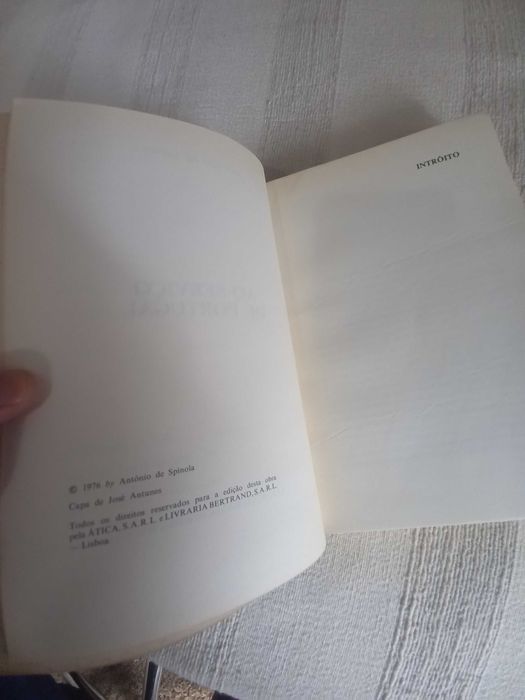 © 1976 by António de Spínola
Capa de José Antunes
Todos os direitos reservados para a edição desta obra
pela ÁTICA, S.A.R.L. e LIVRARIA BERTRAND, S.A.R.L.
— Lisboa
INTRÓITO